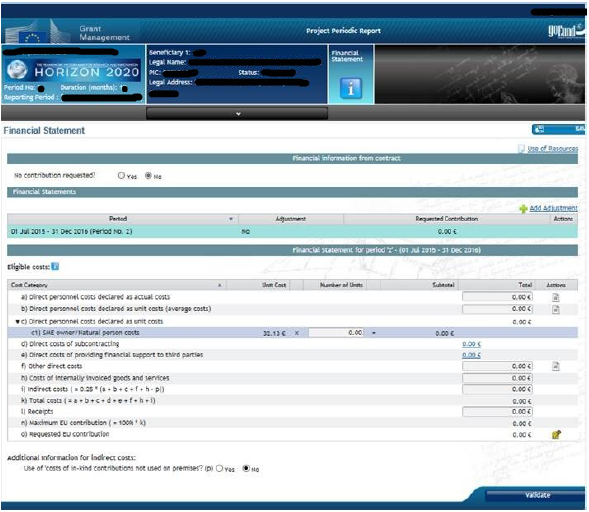 Grant
Management
Project Periodic Report
HORIZON 2020
Period No:
Duration (months):
Reporting Period :
Beneficiary 1:
Legal Name:
PIC:
Status:
Legal Address:
Financial
Statement
Financial Statement
Use of Resources
Financial information from contract
No contribution requested? Yes No
Financial Statements
Add Adjustment
Period Adjustment Requested Contribution Actions
01 Jul 2015 - 31 Dec 2016 (Period No. 2) No 0.00 €
Financial Statement for period '2' - (01 Jul 2015 - 31 Dec 2016)
Eligible costs:
Cost Category Unit Cost Number of Units Subtotal Total Actions
a) Direct personnel costs declared as actual costs 0.00 €
b) Direct personnel costs declared as unit costs (average costs) 0.00 €
c) Direct personnel costs declared as unit costs 0.00 €
c1) SME owner/Natural person costs 32.13 € X 0.00 = 0.00 €
d) Direct costs of subcontracting 0.00 €
e) Direct costs of providing financial support to third parties 0.00 €
f) Other direct costs 0.00 €
h) Costs of internally invoiced goods and services 0.00 €
i) Indirect costs ( = 0.25 * (a + b + c + f + h - p)) 0.00 €
k) Total costs ( = a + b + c + d + e + f + h + i) 0.00 €
l) Receipts 0.00 €
n) Maximum EU contribution ( = 100% * k) 0.00 €
o) Requested EU contribution 0.00 €
Additional information for indirect costs:
Use of 'costs of in-kind contributions not used on premises'? (p) Yes No
Validate